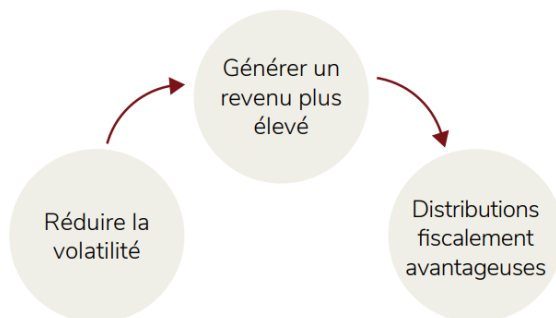 Générer un
revenu plus
élevé
Réduire la
volatilité
Distributions
fiscalement
avantageuses